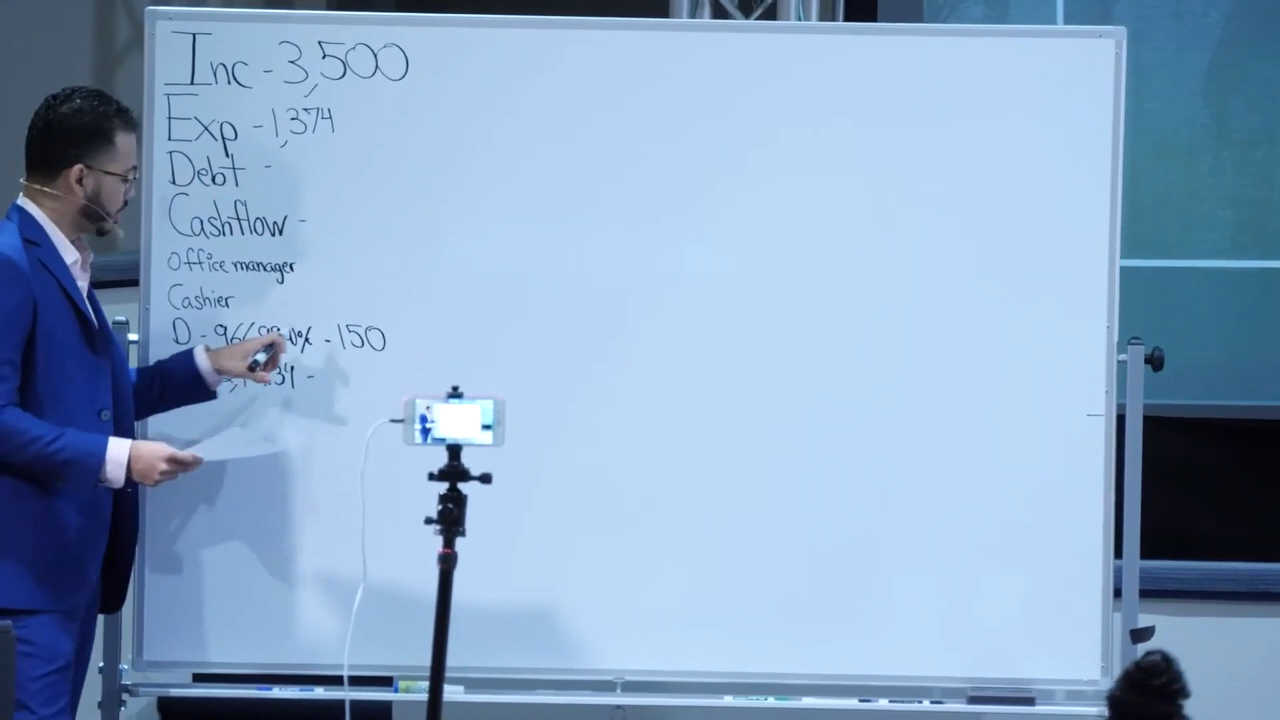 Inc - 3,500
Exp - 1,374
Debt -
Cashflow -
Office manager
Cashier
D - - 150